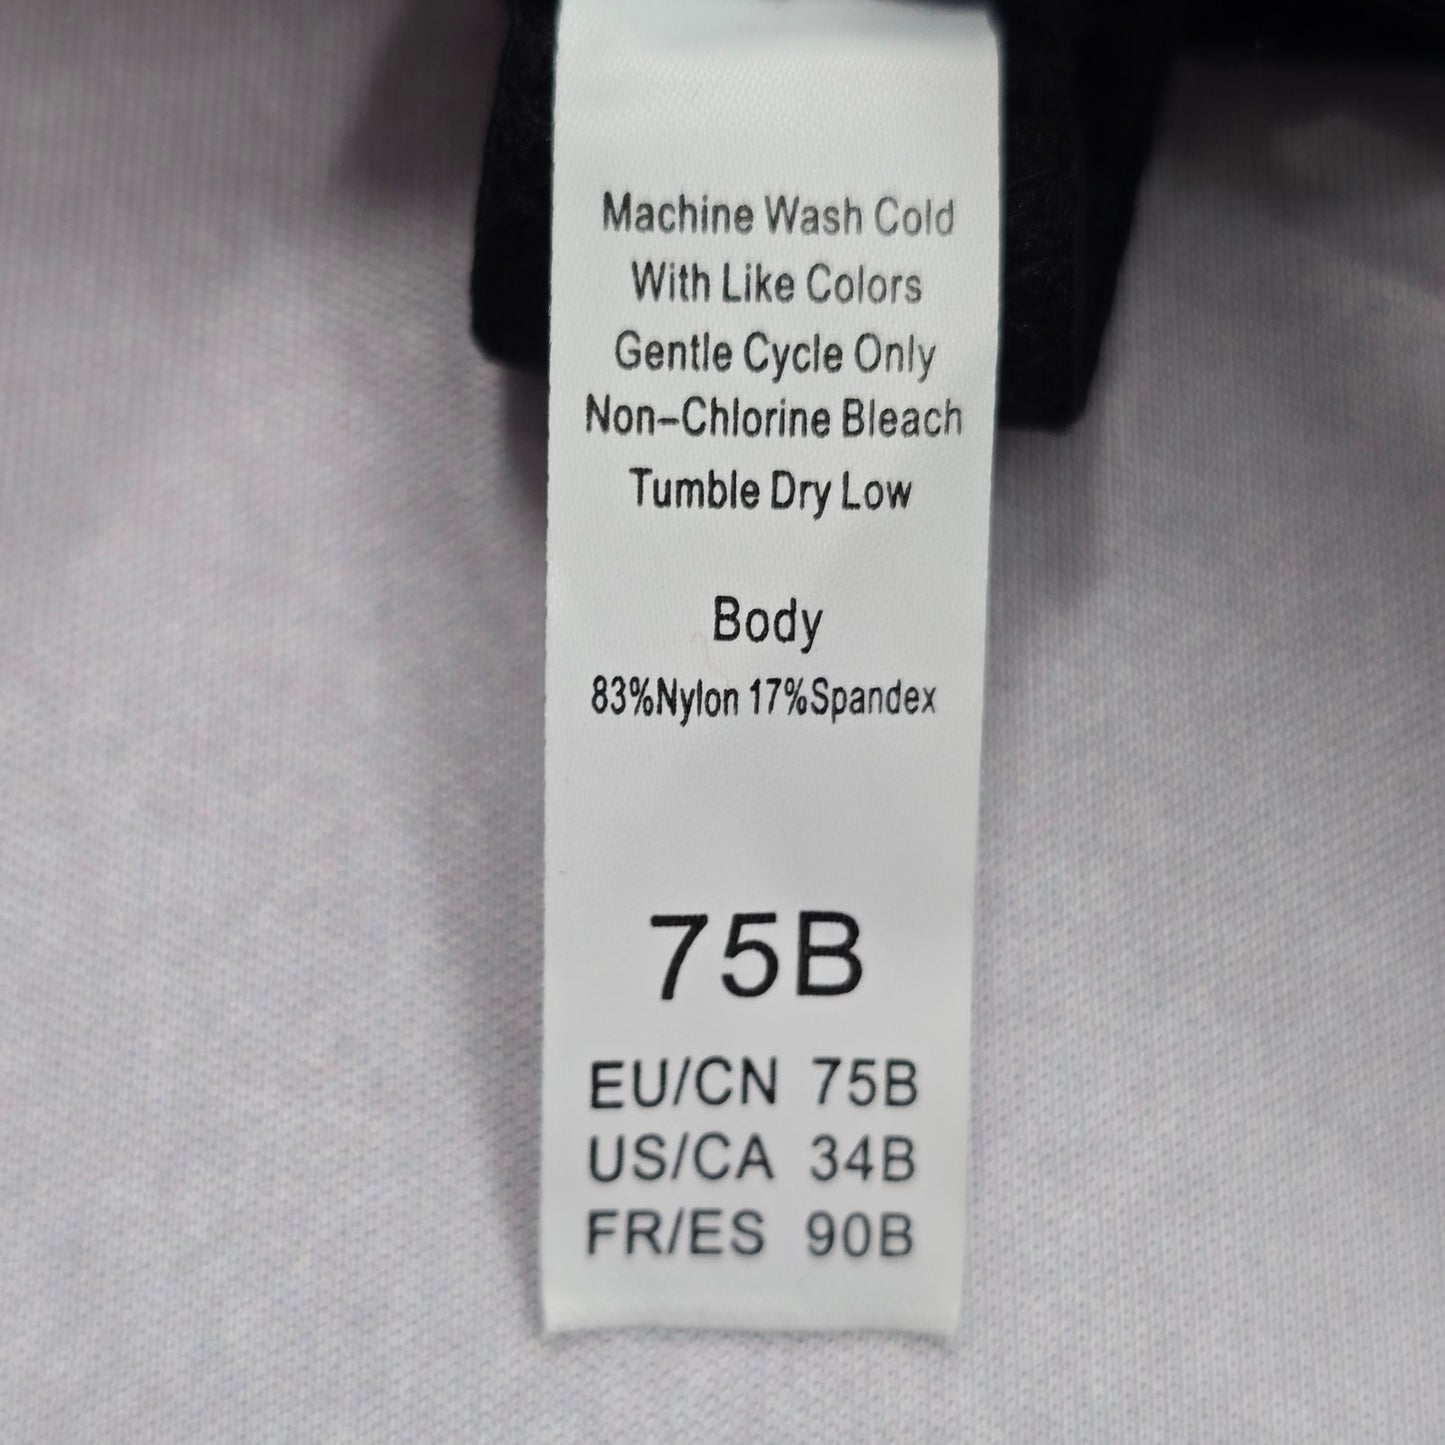 Machine Wash Cold
With Like Colors
Gentle Cycle Only
Non-Chlorine Bleach
Tumble Dry Low
Body
83%Nylon 17%Spandex
75B
EU/CN 75B
US/CA 34B
FR/ES 90B